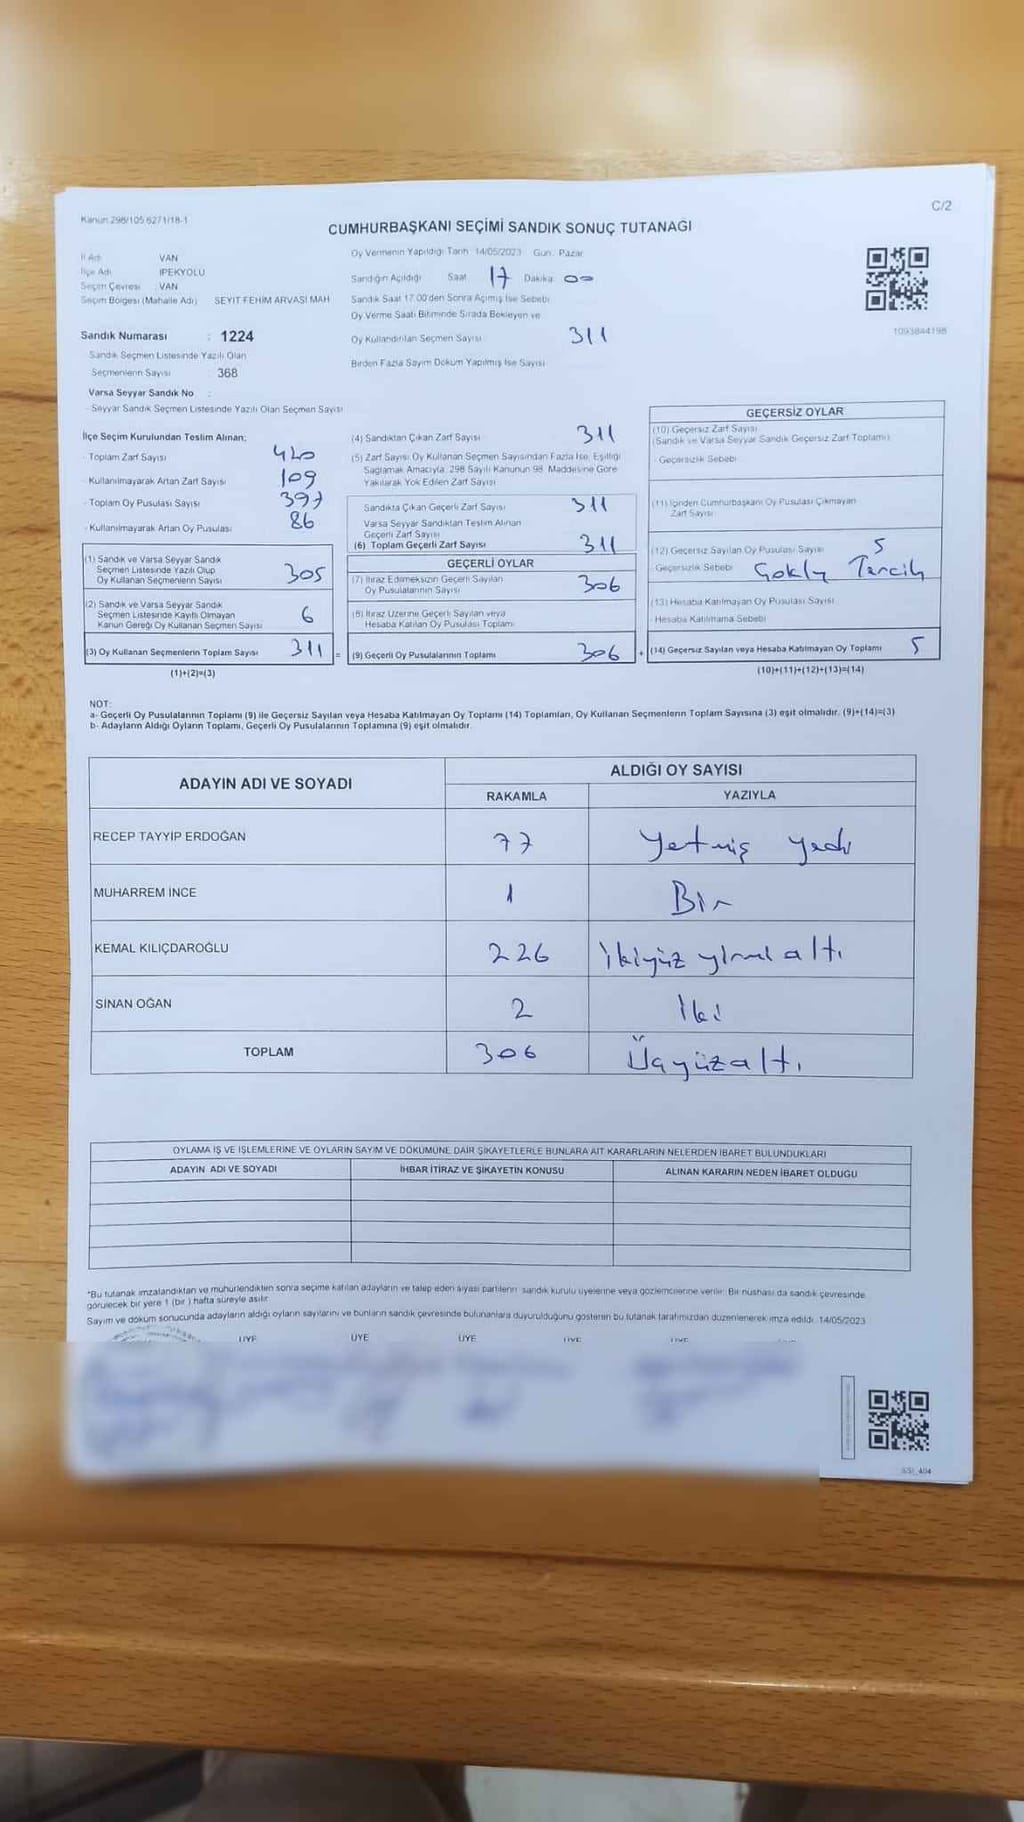 Kanun 298/105 6271/18-1
C/2
CUMHURBAŞKANI SEÇİMİ SANDIK SONUÇ TUTANAĞI
İl Adı VAN
İlçe Adı İPEKYOLU
Seçim Çevresi : VAN
Seçim Bölgesi (Mahalle Adı) SEYİT FEHİM ARVASİ MAH
Sandık Numarası : 1224
Sandık Seçmen Listesinde Yazılı Olan
Seçmenlerin Sayısı 368
Varsa Seyyar Sandık No :
- Seyyar Sandık Seçmen Listesinde Yazılı Olan Seçmen Sayısı
Oy Vermenin Yapıldığı Tarih 14/05/2023 Gün: Pazar
Sandığın Açıldığı Saat 17 Dakika 00
Sandık Saat 17.00'den Sonra Açımış İse Sebebi
Oy Verme Saati Bitiminde Sırada Bekleyen ve
Oy Kullandırılan Seçmen Sayısı 311
Birden Fazla Sayım Döküm Yapılmış İse Sayısı
1093844198
İlçe Seçim Kurulundan Teslim Alınan;
- Toplam Zarf Sayısı 420
- Kullanılmayarak Artan Zarf Sayısı 109
- Toplam Oy Pusulası Sayısı 397
- Kullanılmayarak Artan Oy Pusulası 86
(1) Sandık ve Varsa Seyyar Sandık
Seçmen Listesinde Yazılı Olup
Oy Kullanan Seçmenlerin Sayısı 305
(2) Sandık ve Varsa Seyyar Sandık
Seçmen Listesinde Kayıtlı Olmayan
Kanun Gereği Oy Kullanan Seçmen Sayısı 6
(3) Oy Kullanan Seçmenlerin Toplam Sayısı 311 =
(1)+(2)=(3)
(4) Sandıktan Çıkan Zarf Sayısı 311
(5) Zarf Sayısı Oy Kullanan Seçmen Sayısından Fazla İse, Eşitliği
Sağlamak Amacıyla, 298 Sayılı Kanunun 98. Maddesine Göre
Yakılarak Yok Edilen Zarf Sayısı
Sandıkta Çıkan Geçerli Zarf Sayısı 311
Varsa Seyyar Sandıktan Teslim Alınan
Geçerli Zarf Sayısı
(6) Toplam Geçerli Zarf Sayısı 311
GEÇERLİ OYLAR
(7) İtiraz Edilmeksizin Geçerli Sayılan
Oy Pusulalarının Sayısı 306
(8) İtiraz Üzerine Geçerli Sayılan veya
Hesaba Katılan Oy Pusulası Toplamı
(9) Geçerli Oy Pusulalarının Toplamı 306 +
GEÇERSİZ OYLAR
(10) Geçersiz Zarf Sayısı
(Sandık ve Varsa Seyyar Sandık Geçersiz Zarf Toplamı)
- Geçersizlik Sebebi
(11) İçinden Cumhurbaşkanı Oy Pusulası Çıkmayan
Zarf Sayısı
(12) Geçersiz Sayılan Oy Pusulası Sayısı 5
- Geçersizlik Sebebi Çoklu Tercih
(13) Hesaba Katılmayan Oy Pusulası Sayısı
- Hesaba Katılmama Sebebi
(14) Geçersiz Sayılan veya Hesaba Katılmayan Oy Toplamı 5
(10)+(11)+(12)+(13)=(14)
NOT:
a- Geçerli Oy Pusulalarının Toplamı (9) ile Geçersiz Sayılan veya Hesaba Katılmayan Oy Toplamı (14) Toplamları, Oy Kullanan Seçmenlerin Toplam Sayısına (3) eşit olmalıdır. (9)+(14)=(3)
b- Adayların Aldığı Oyların Toplamı, Geçerli Oy Pusulalarının Toplamına (9) eşit olmalıdır.
ADAYIN ADI VE SOYADI
ALDIĞI OY SAYISI
RAKAMLA YAZIYLA
RECEP TAYYİP ERDOĞAN 77 Yetmiş yedi
MUHARREM İNCE 1 Bir
KEMAL KILIÇDAROĞLU 226 İkiyüz yirmi altı
SİNAN OĞAN 2 İki
TOPLAM 306 Üçyüzaltı
OYLAMA İŞ VE İŞLEMLERİNE VE OYLARIN SAYIM VE DÖKÜMÜNE DAİR ŞİKAYETLERLE BUNLARA AİT KARARLARIN NELERDEN İBARET BULUNDUKLARI
ADAYIN ADI VE SOYADI İHBAR İTİRAZ VE ŞİKAYETİN KONUSU ALINAN KARARIN NEDEN İBARET OLDUĞU
*Bu tutanak imzalandıktan ve mühürlendikten sonra seçime katılan adayların ve talep eden siyasi partilerin sandık kurulu üyelerine veya gözlemcilerine verilir. Bir nüshası da sandık çevresinde
görülecek bir yere 1 (bir) hafta süreyle asılır.
Sayım ve döküm sonucunda adayların aldığı oyların sayılarını ve bunların sandık çevresinde bulunanlara duyurulduğunu gösteren bu tutanak tarafımızdan düzenlenerek imza edildi. 14/05/2023
ÜYE ÜYE ÜYE ÜYE ÜYE